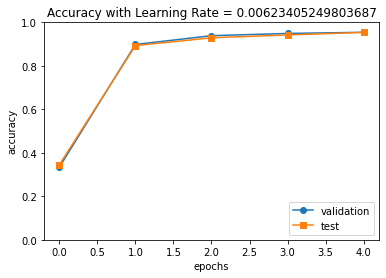 Accuracy with Learning Rate = 0.00623405249803687
1.0
0.8
0.6
0.4
0.2
0.0
accuracy
0.0 0.5 1.0 1.5 2.0 2.5 3.0 3.5 4.0
epochs
validation
test